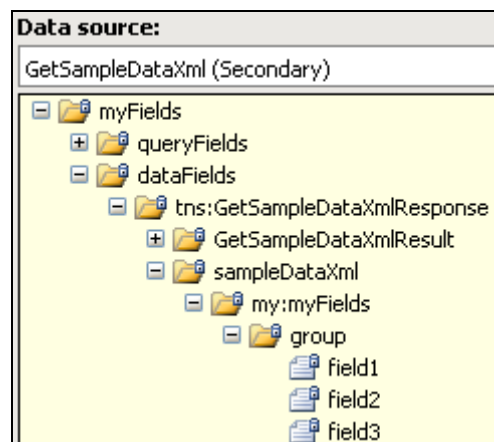 Data source:
GetSampleDataXml (Secondary)
myFields
queryFields
dataFields
tns:GetSampleDataXmlResponse
GetSampleDataXmlResult
sampleDataXml
my:myFields
group
field1
field2
field3